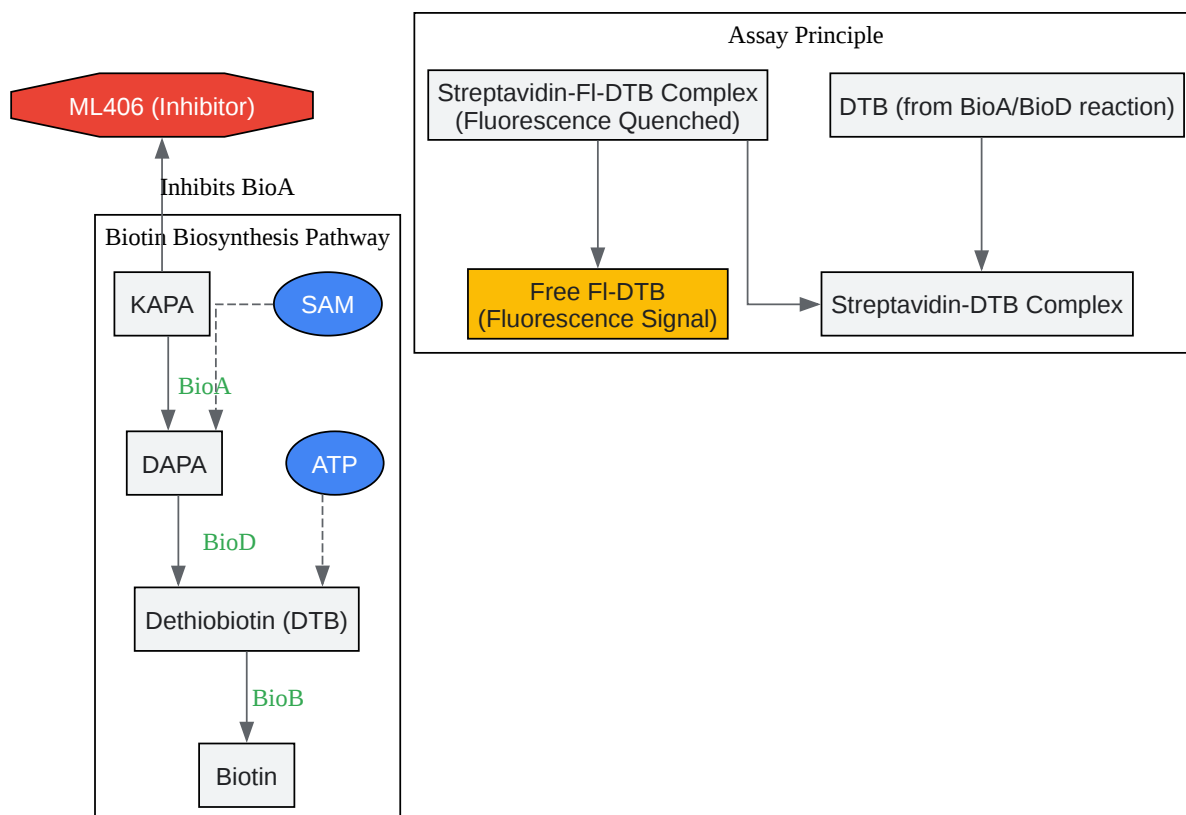 ML406 (Inhibitor)
Inhibits BioA
Biotin Biosynthesis Pathway
KAPA
SAM
BioA
DAPA
ATP
BioD
Dethiobiotin (DTB)
BioB
Biotin
Assay Principle
Streptavidin-Fl-DTB Complex
(Fluorescence Quenched)
DTB (from BioA/BioD reaction)
Free Fl-DTB
(Fluorescence Signal)
Streptavidin-DTB Complex